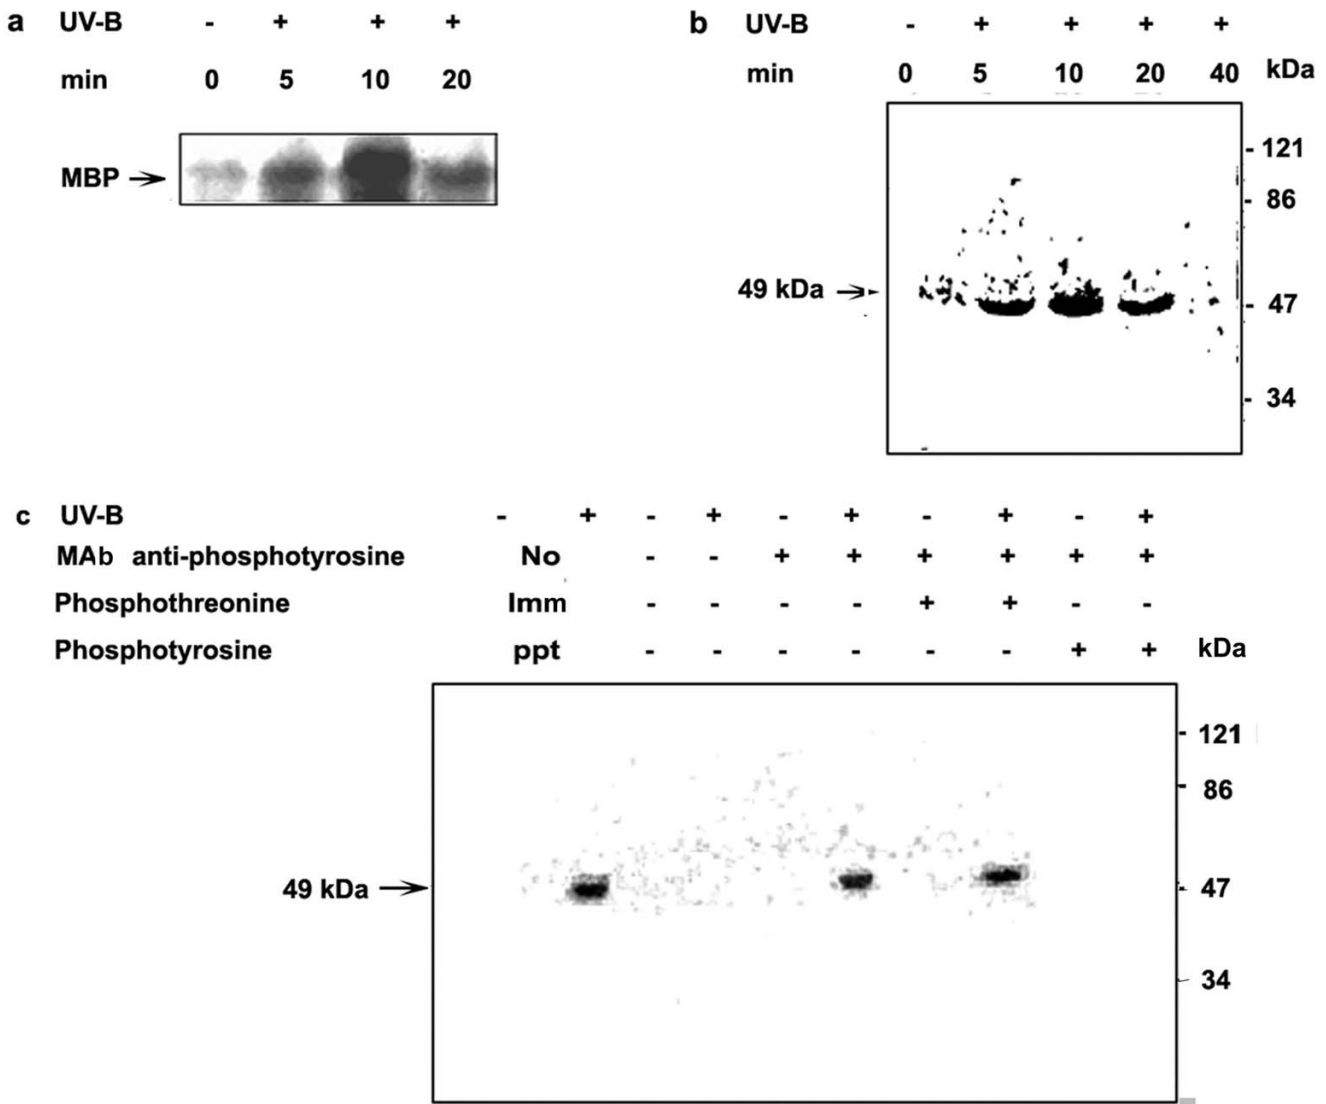 a UV-B - + + +
min 0 5 10 20
MBP
b UV-B - + + + +
min 0 5 10 20 40 kDa
- 121
- 86
49 kDa
- 47
- 34
c UV-B - + - + - + - + - +
MAb anti-phosphotyrosine No - - + + + + + +
Phosphothreonine Imm - - - - + + - -
Phosphotyrosine ppt - - - - - - + + kDa
- 121
- 86
49 kDa
- 47
- 34